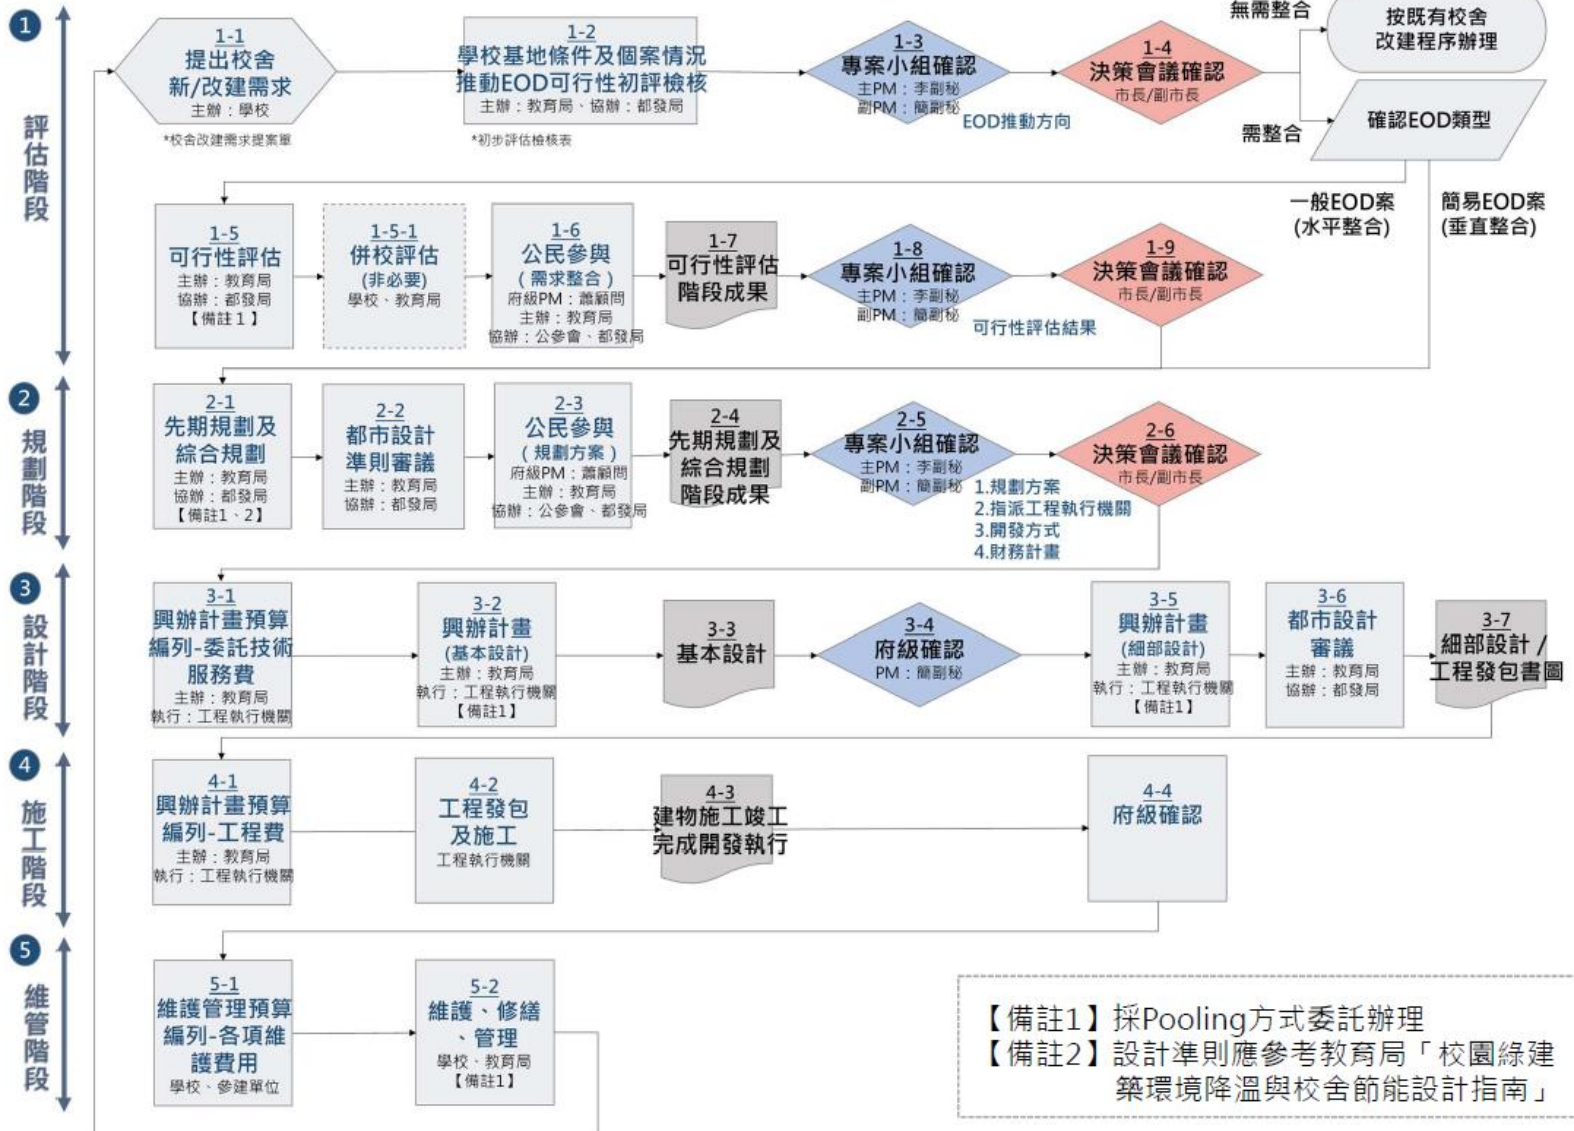 1
評估階段
1-1
提出校舍
新/改建需求
主辦：學校
*校舍改建需求提案單
1-2
學校基地條件及個案情況
推動EOD可行性初評檢核
主辦：教育局、協辦：都發局
*初步評估檢核表
1-3
專案小組確認
主PM：李副秘
副PM：簡副秘
EOD推動方向
1-4
決策會議確認
市長/副市長
無需整合
按既有校舍
改建程序辦理
需整合
確認EOD類型
一般EOD案
(水平整合)
簡易EOD案
(垂直整合)
1-5
可行性評估
主辦：教育局
協辦：都發局
【備註1】
1-5-1
併校評估
(非必要)
學校、教育局
1-6
公民參與
(需求整合)
府級PM：蕭顧問
主辦：教育局
協辦：公參會、都發局
1-7
可行性評估
階段成果
1-8
專案小組確認
主PM：李副秘
副PM：簡副秘
可行性評估結果
1-9
決策會議確認
市長/副市長
2
規劃階段
2-1
先期規劃及
綜合規劃
主辦：教育局
協辦：都發局
【備註1、2】
2-2
都市設計
準則審議
主辦：教育局
協辦：都發局
2-3
公民參與
(規劃方案)
府級PM：蕭顧問
主辦：教育局
協辦：公參會、都發局
2-4
先期規劃及
綜合規劃
階段成果
2-5
專案小組確認
主PM：李副秘
副PM：簡副秘
1.規劃方案
2.指派工程執行機關
3.開發方式
4.財務計畫
2-6
決策會議確認
市長/副市長
3
設計階段
3-1
興辦計畫預算
編列-委託技術
服務費
主辦：教育局
執行：工程執行機關
3-2
興辦計畫
(基本設計)
主辦：教育局
執行：工程執行機關
【備註1】
3-3
基本設計
3-4
府級確認
PM：簡副秘
3-5
興辦計畫
(細部設計)
主辦：教育局
執行：工程執行機關
【備註1】
3-6
都市設計
審議
主辦：教育局
協辦：都發局
3-7
細部設計/
工程發包書圖
4
施工階段
4-1
興辦計畫預算
編列-工程費
主辦：教育局
執行：工程執行機關
4-2
工程發包
及施工
工程執行機關
4-3
建物施工竣工
完成開發執行
4-4
府級確認
5
維管階段
5-1
維護管理預算
編列-各項維
護費用
學校、參建單位
5-2
維護、修繕
、管理
學校、教育局
【備註1】
【備註1】採Pooling方式委託辦理
【備註2】設計準則應參考教育局「校園綠建
築環境降溫與校舍節能設計指南」